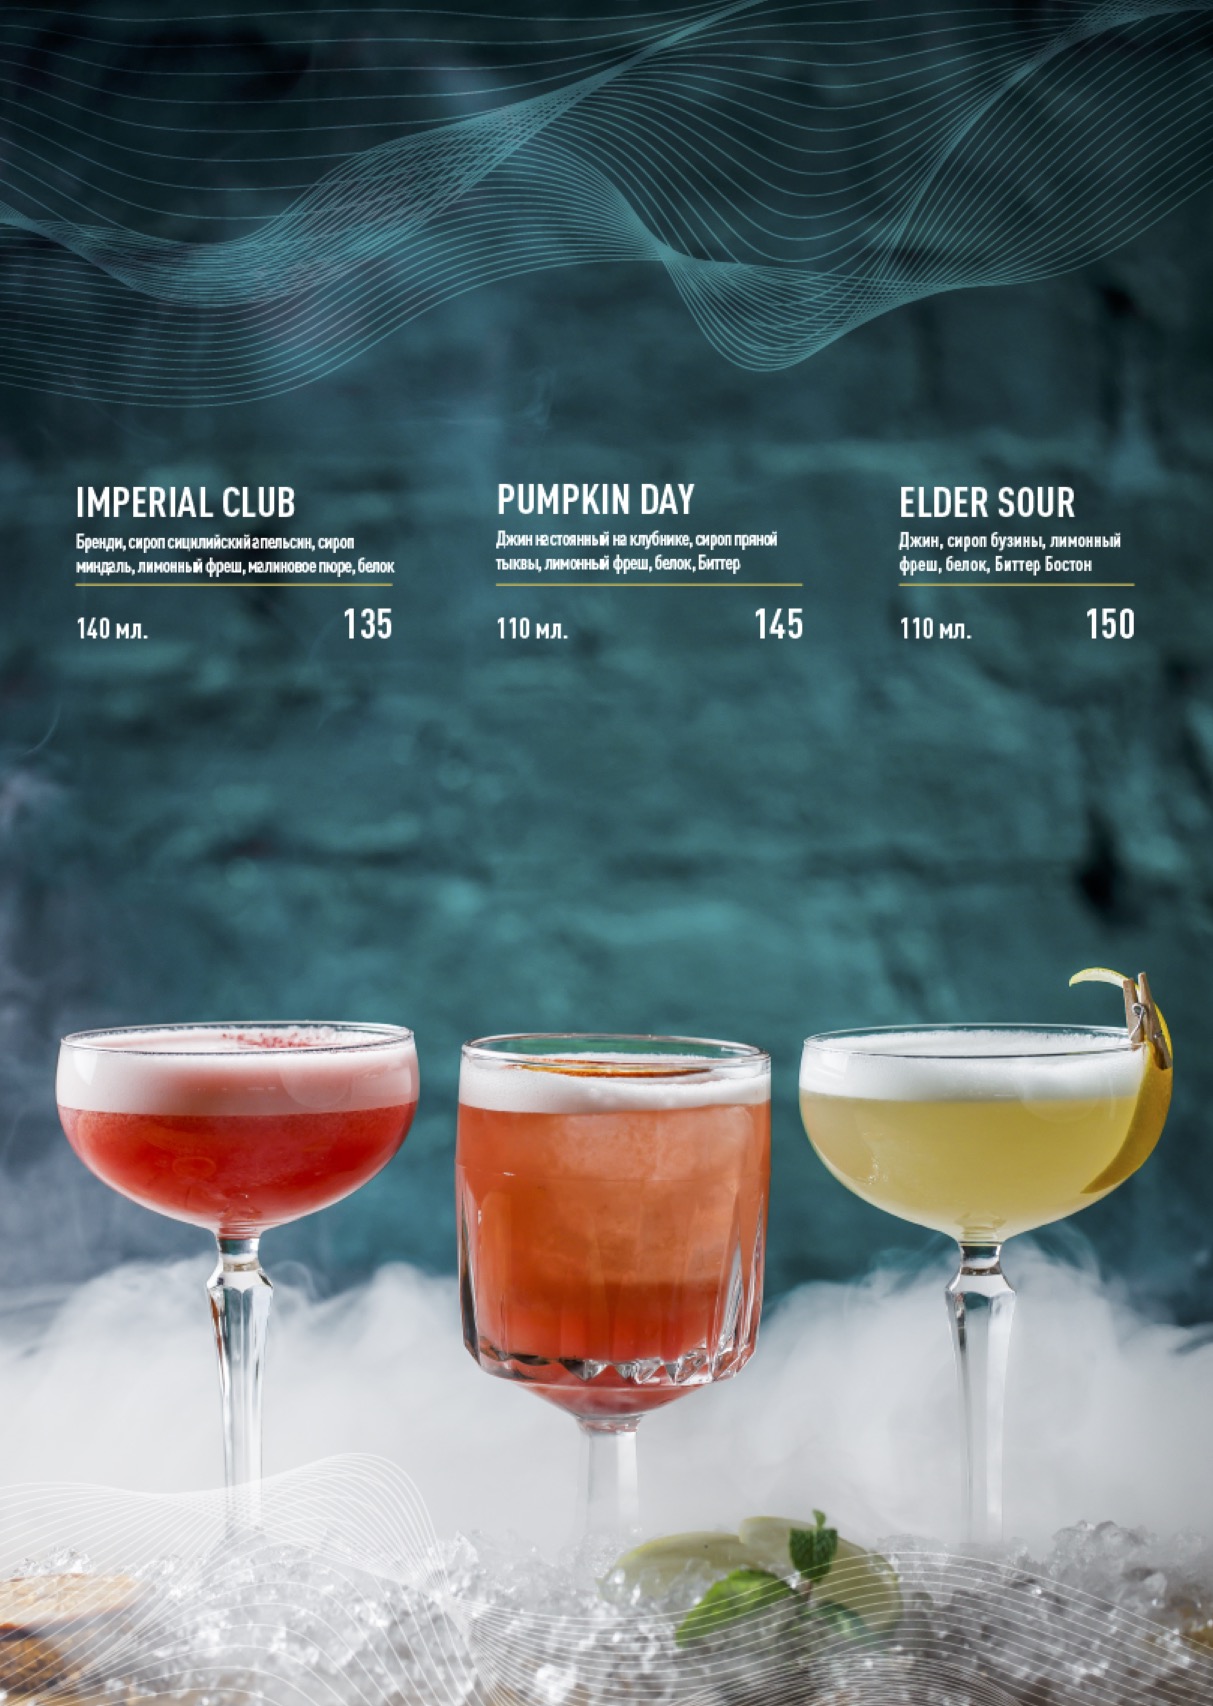 IMPERIAL CLUB
Бренди, сироп сицилийский апельсин, сироп
миндаль, лимонный фреш, малиновое пюре, белок
140 мл. 135
PUMPKIN DAY
Джин настоянный на клубнике, сироп пряной
тыквы, лимонный фреш, белок, Биттер
110 мл. 145
ELDER SOUR
Джин, сироп бузины, лимонный
фреш, белок, Биттер Бостон
110 мл. 150